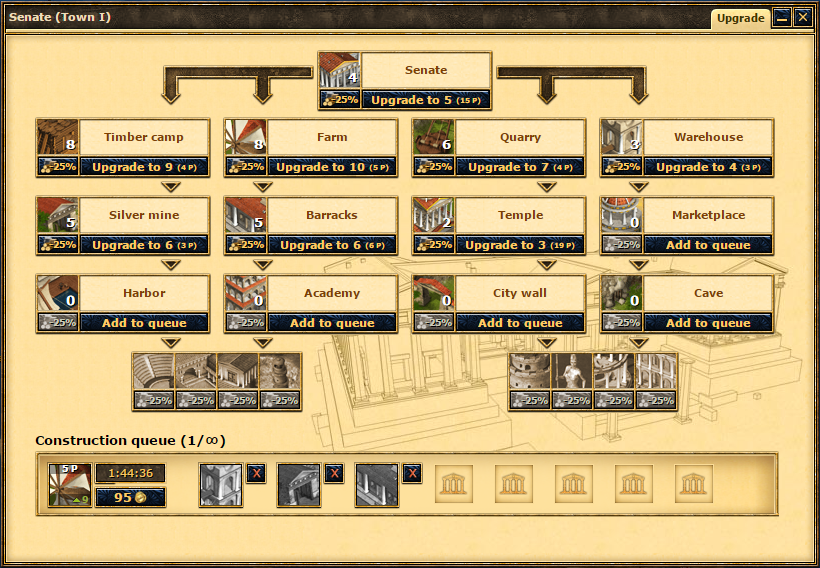 Senate (Town I)
Upgrade
4
Senate
-25%
Upgrade to 5 (15 P)
8
Timber camp
8
Farm
6
Quarry
3
Warehouse
-25%
Upgrade to 9 (4 P)
-25%
Upgrade to 10 (5 P)
-25%
Upgrade to 7 (4 P)
-25%
Upgrade to 4 (3 P)
5
Silver mine
5
Barracks
2
Temple
0
Marketplace
-25%
Upgrade to 6 (3 P)
-25%
Upgrade to 6 (6 P)
-25%
Upgrade to 3 (19 P)
-25%
Add to queue
0
Harbor
0
Academy
0
City wall
0
Cave
-25%
Add to queue
-25%
Add to queue
-25%
Add to queue
-25%
Add to queue
-25%
-25%
-25%
-25%
-25%
-25%
-25%
-25%
Construction queue (1/∞)
5 P
1:44:36
X
X
X
9
95